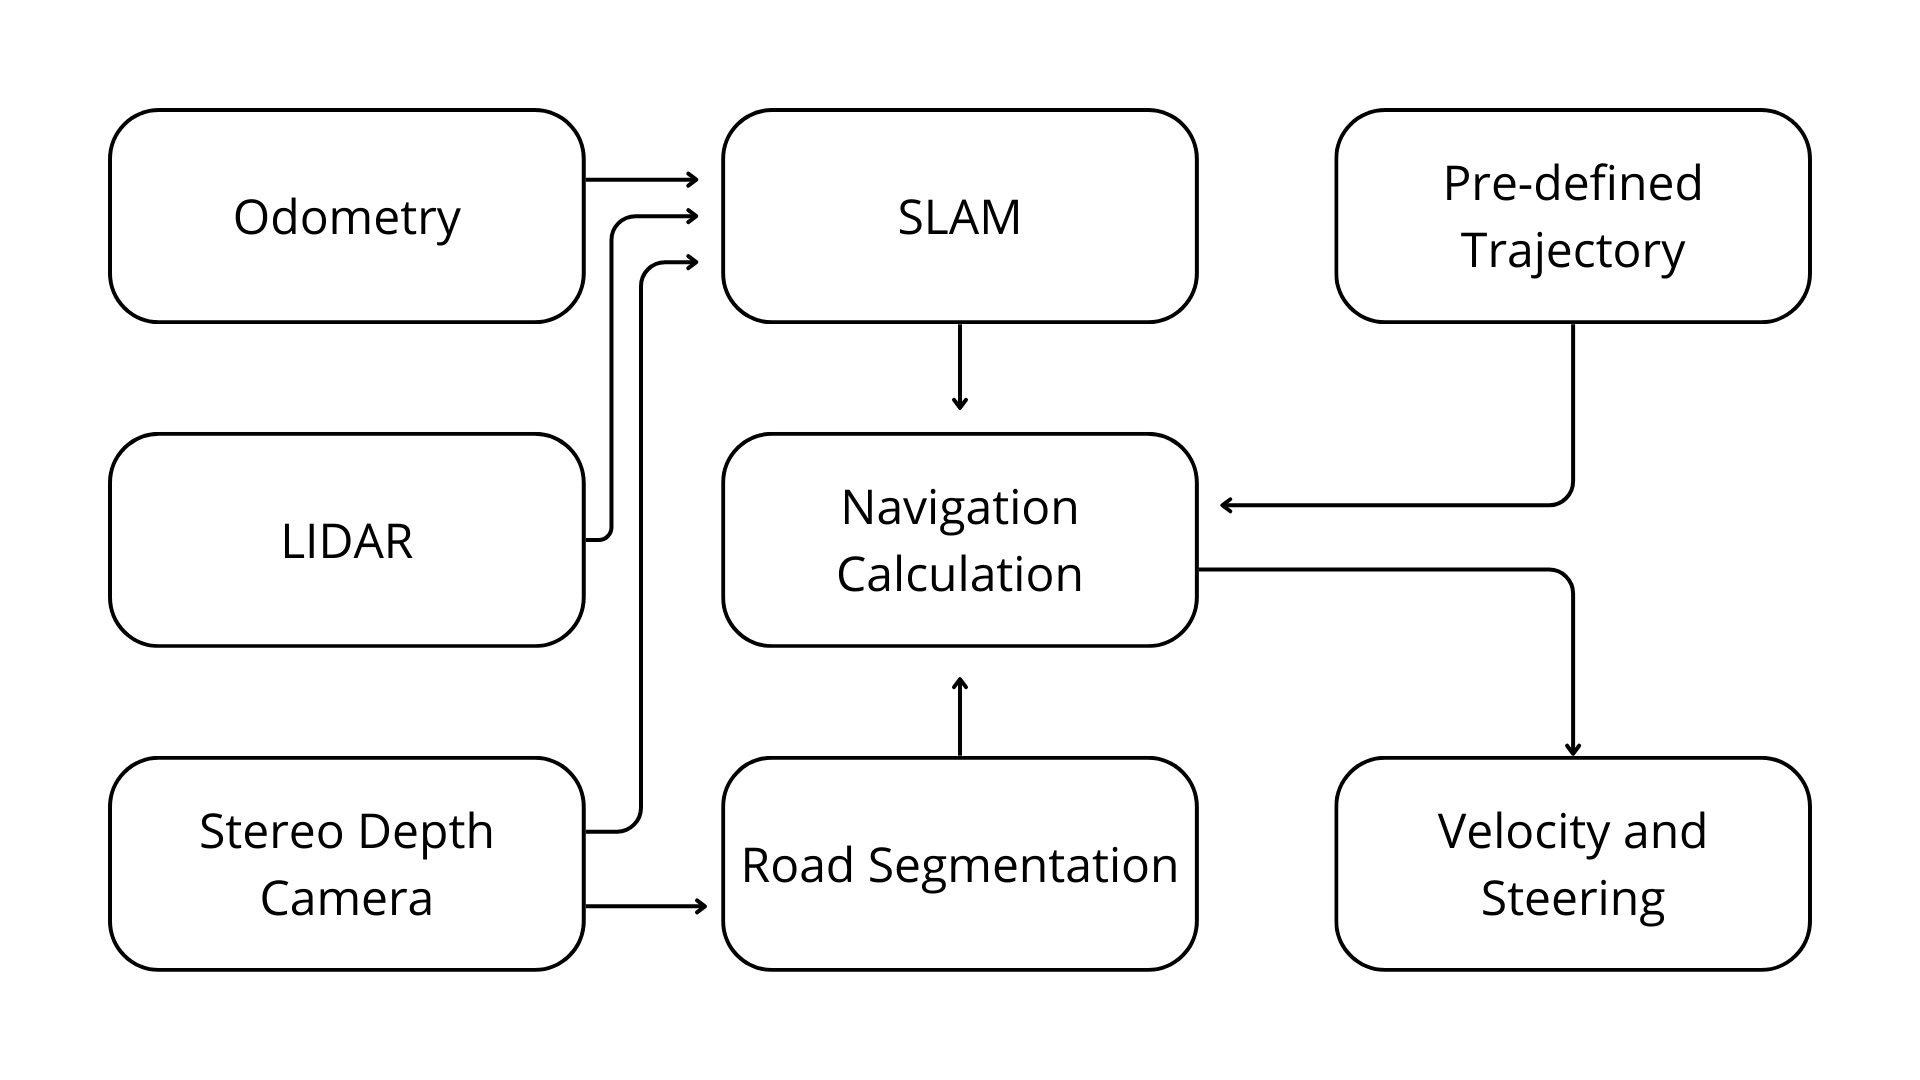 Odometry
SLAM
Pre-defined
Trajectory
LIDAR
Navigation
Calculation
Stereo Depth
Camera
Road Segmentation
Velocity and
Steering